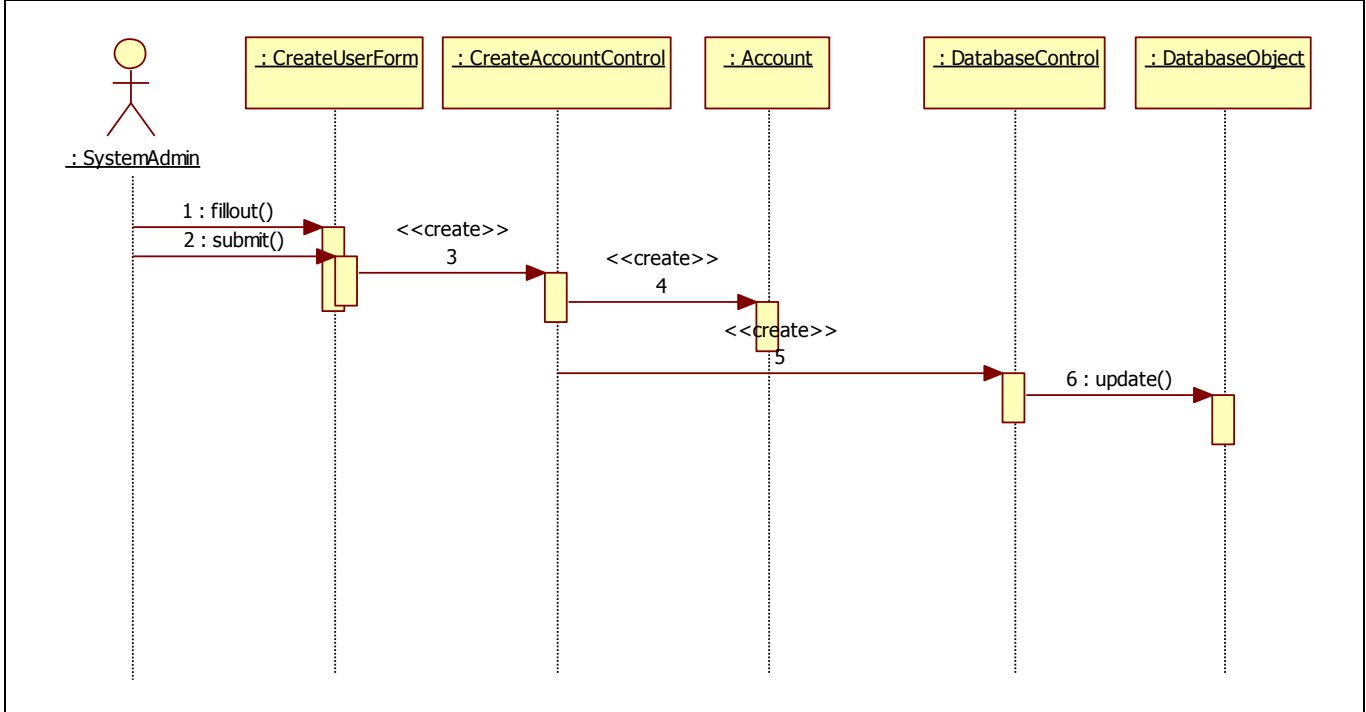 : CreateUserForm
: CreateAccountControl
: Account
: DatabaseControl
: DatabaseObject
: SystemAdmin
1 : fillout()
2 : submit()
<<create>>
3
<<create>>
4
<<create>>
5
6 : update()